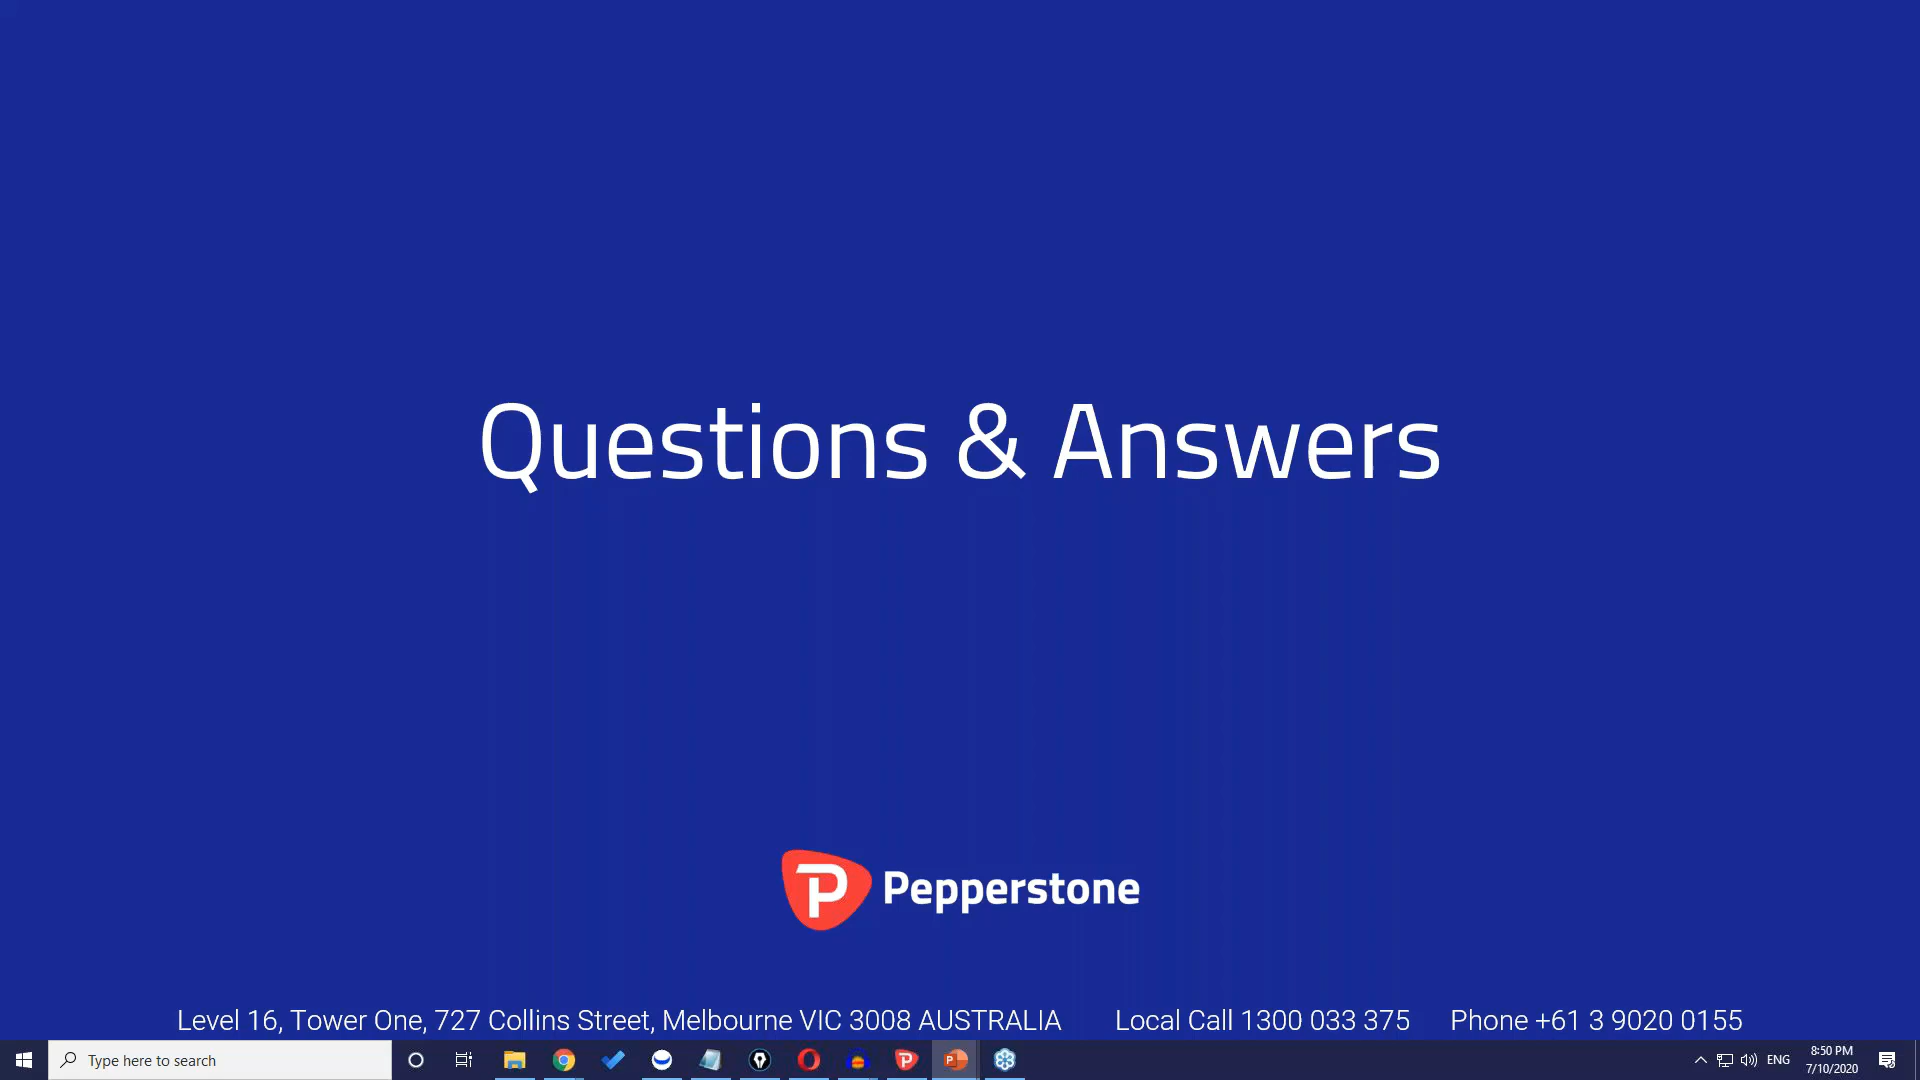 Questions & Answers
Pepperstone
Level 16, Tower One, 727 Collins Street, Melbourne VIC 3008 AUSTRALIA Local Call 1300 033 375 Phone +61 3 9020 0155
Type here to search
ENG
8:50 PM
7/10/2020